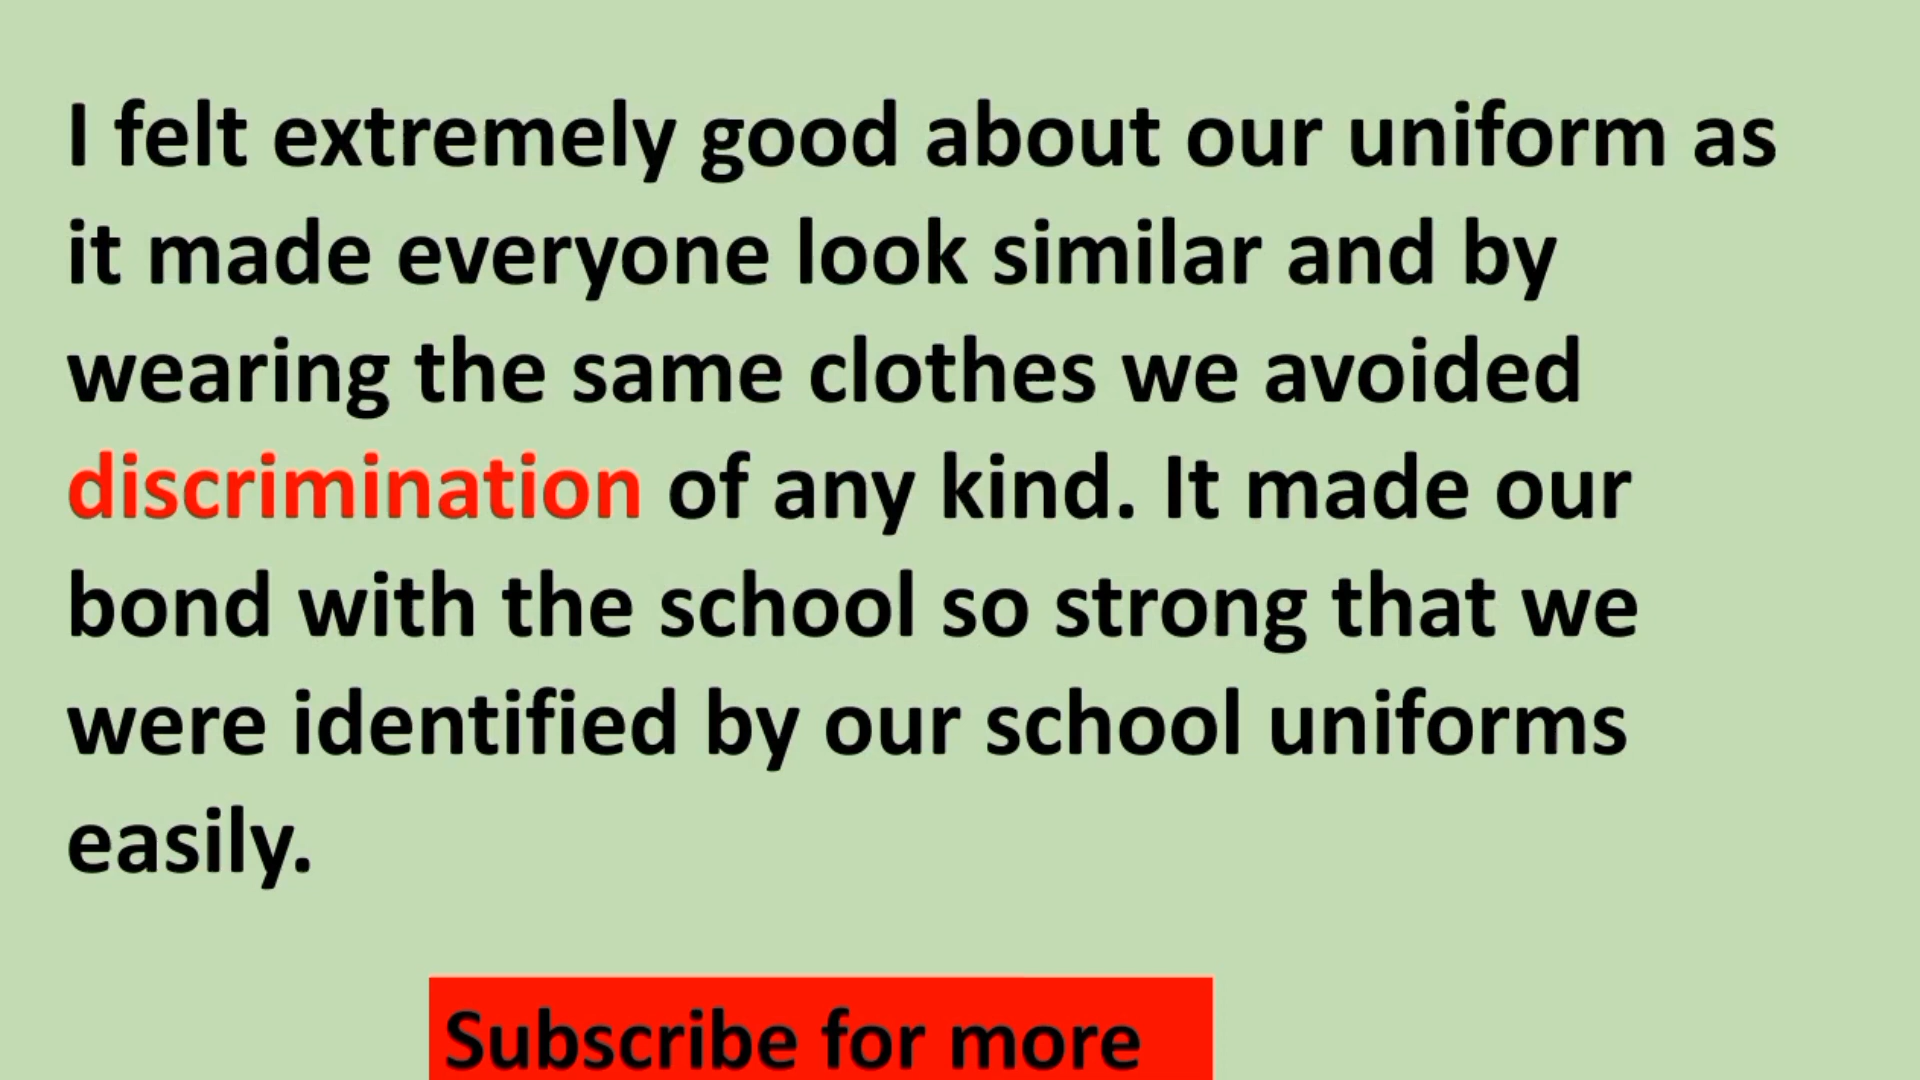 I felt extremely good about our uniform as
it made everyone look similar and by
wearing the same clothes we avoided
discrimination of any kind. It made our
bond with the school so strong that we
were identified by our school uniforms
easily.
Subscribe for more